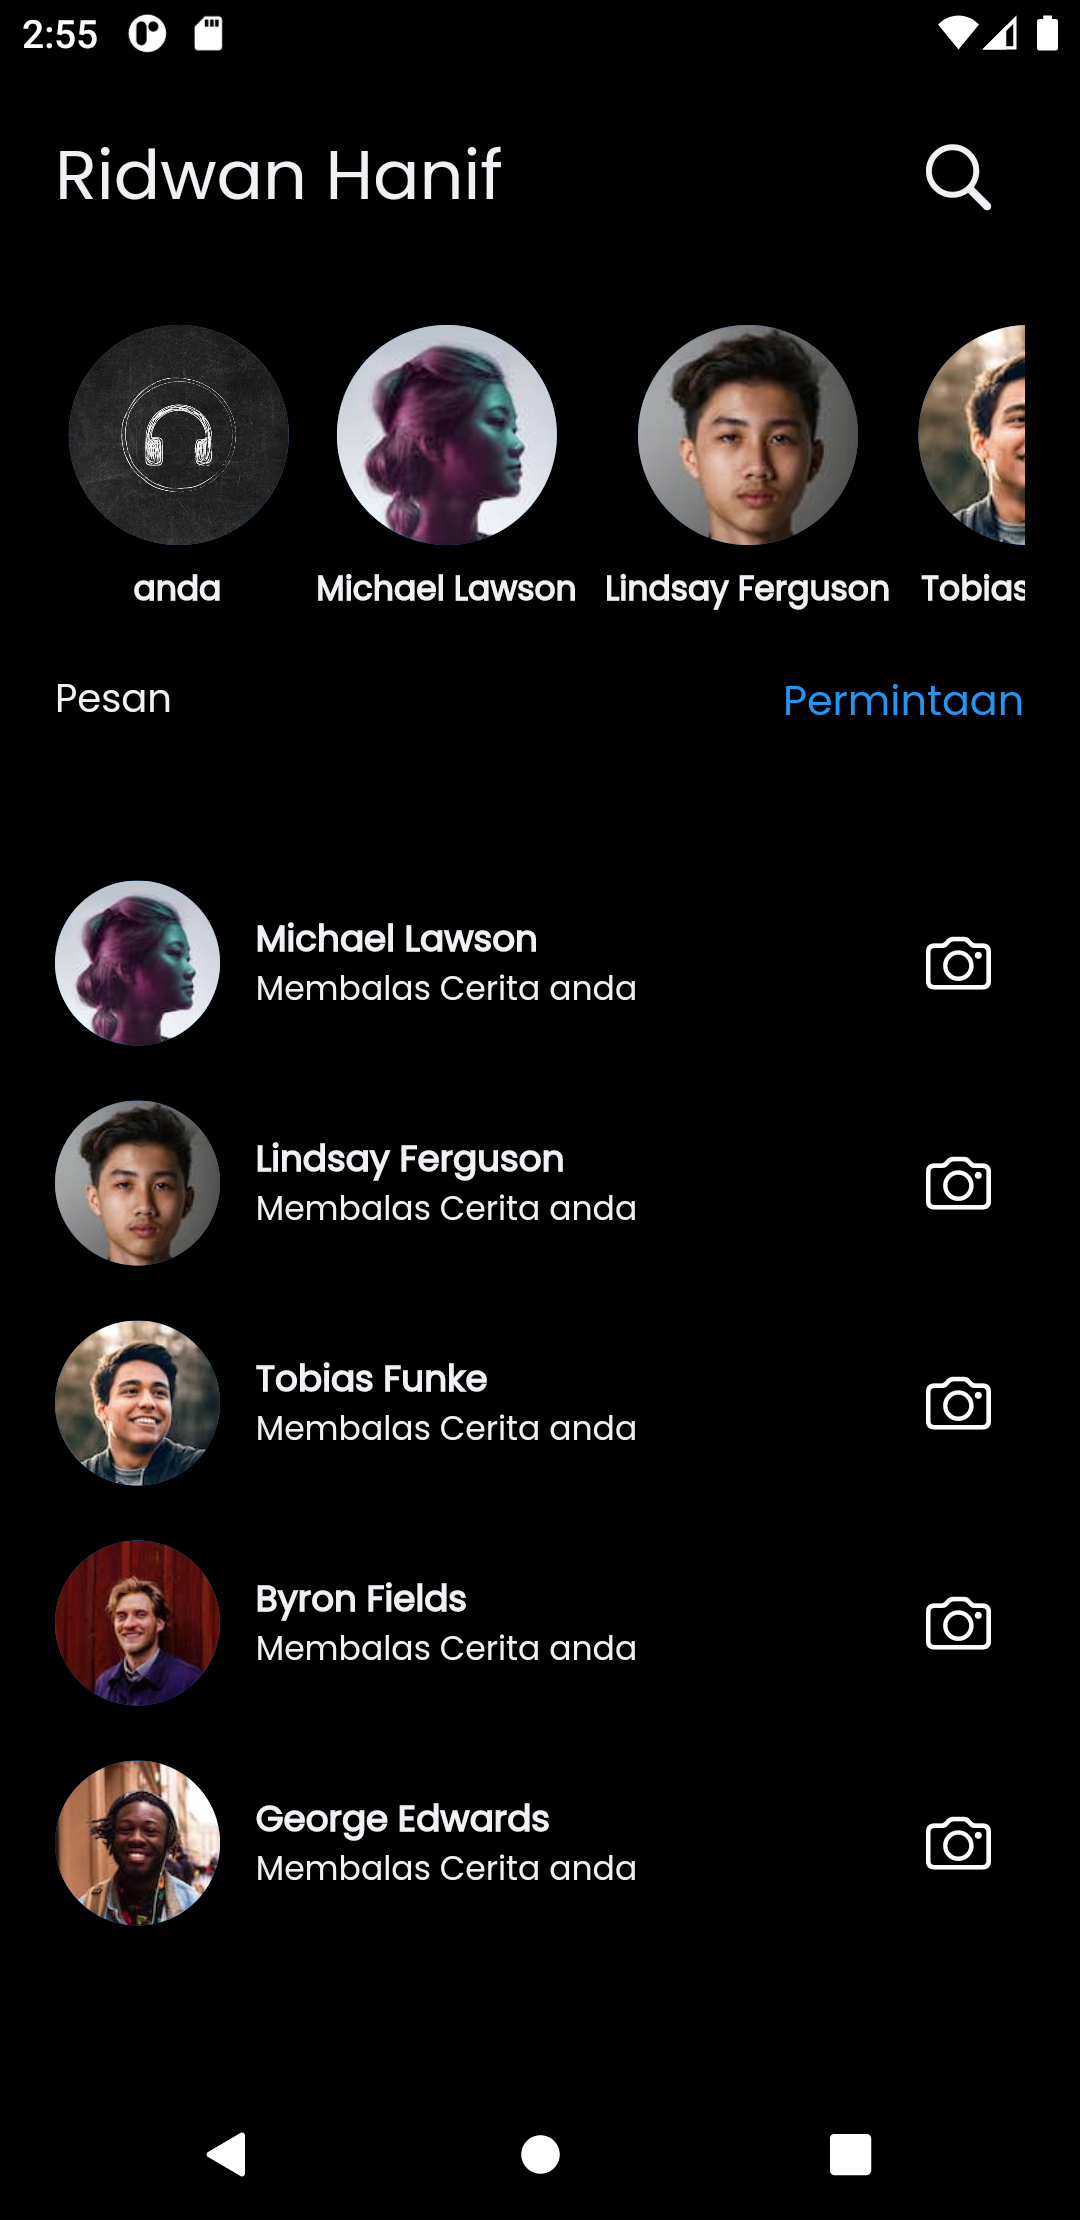 2:55
Ridwan Hanif
anda
Michael Lawson
Lindsay Ferguson
Tobias
Pesan
Permintaan
Michael Lawson
Membalas Cerita anda
Lindsay Ferguson
Membalas Cerita anda
Tobias Funke
Membalas Cerita anda
Byron Fields
Membalas Cerita anda
George Edwards
Membalas Cerita anda